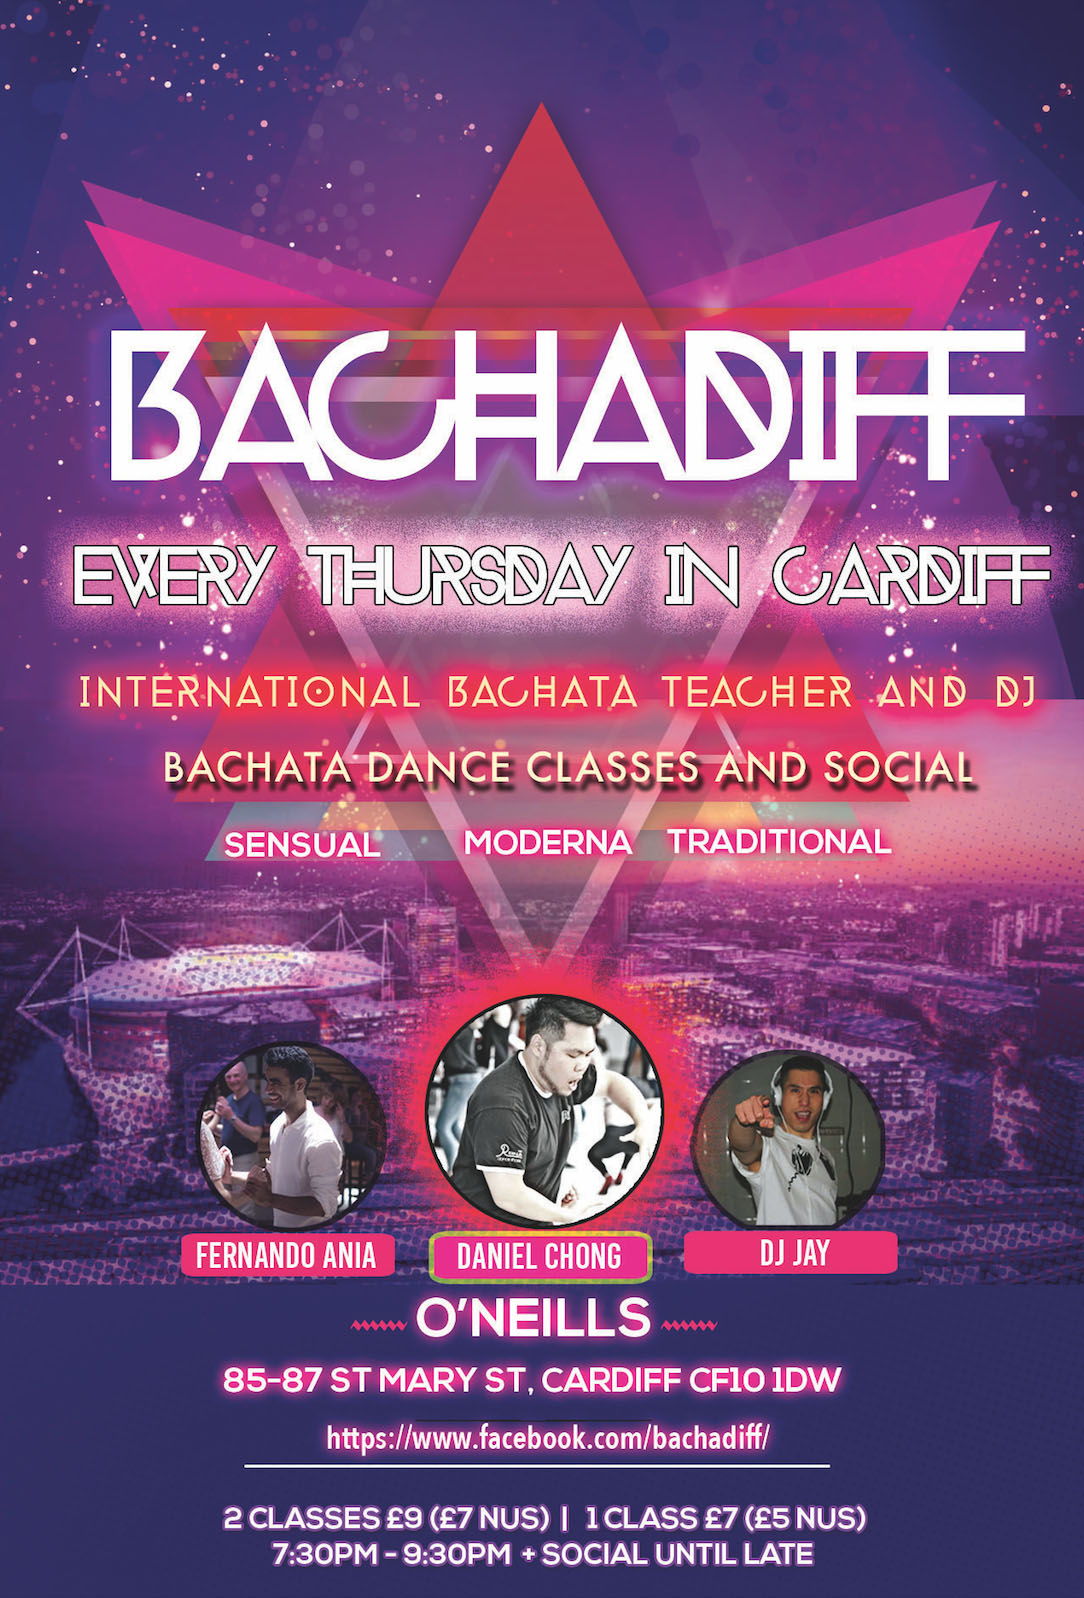 BACHADIFF
EVERY THURSDAY IN CARDIFF
INTERNATIONAL BACHATA TEACHER AND DJ
BACHATA DANCE CLASSES AND SOCIAL
SENSUAL MODERNA TRADITIONAL
FERNANDO ANIA DANIEL CHONG DJ JAY
O'NEILLS
85-87 ST MARY ST, CARDIFF CF10 1DW
https://www.facebook.com/bachadiff/
2 CLASSES £9 (£7 NUS) | 1 CLASS £7 (£5 NUS)
7:30PM - 9:30PM + SOCIAL UNTIL LATE